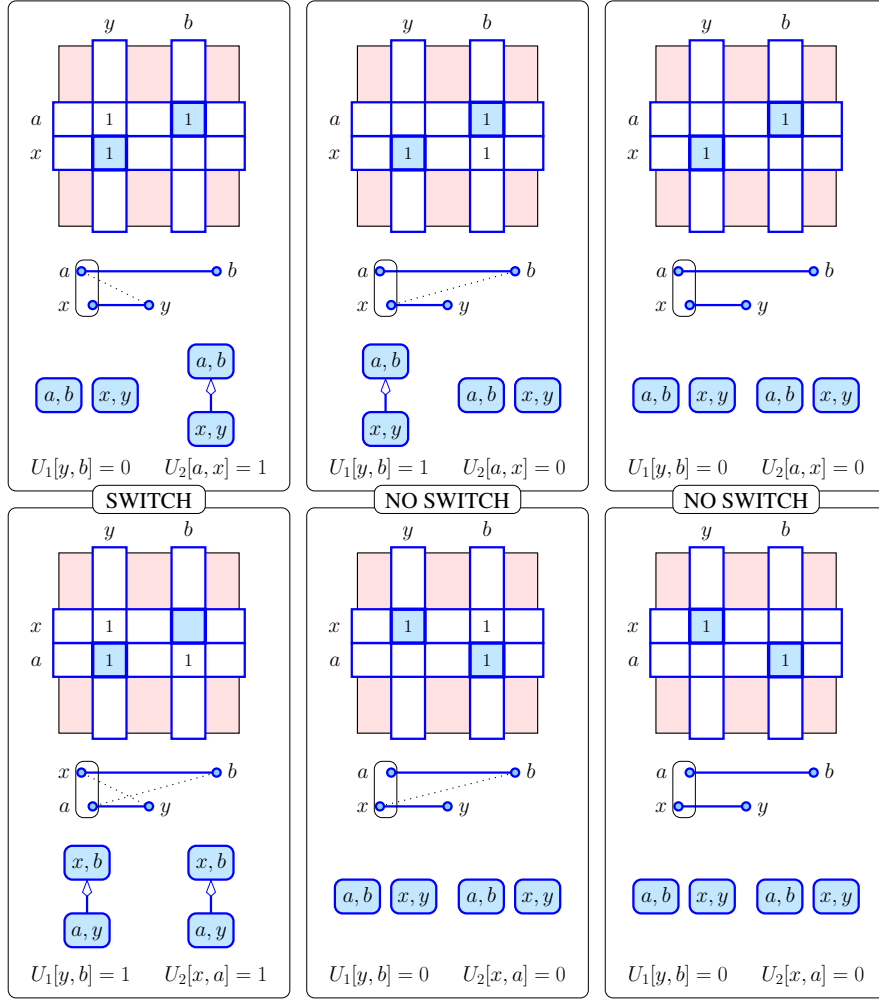 y b
a 1 1
x 1
a b
x y
a, b
a, b x, y
x, y
U₁[y, b] = 0 U₂[a, x] = 1
y b
a 1
x 1 1
a b
x y
a, b
a, b x, y
x, y
U₁[y, b] = 1 U₂[a, x] = 0
y b
a 1
x 1
a b
x y
a, b x, y a, b x, y
U₁[y, b] = 0 U₂[a, x] = 0
SWITCH
NO SWITCH
NO SWITCH
y b
x 1
a 1 1
x b
a y
x, b x, b
a, y a, y
U₁[y, b] = 1 U₂[x, a] = 1
y b
x 1 1
a 1
a b
x y
a, b x, y a, b x, y
U₁[y, b] = 0 U₂[x, a] = 0
y b
x 1
a 1
a b
x y
a, b x, y a, b x, y
U₁[y, b] = 0 U₂[x, a] = 0